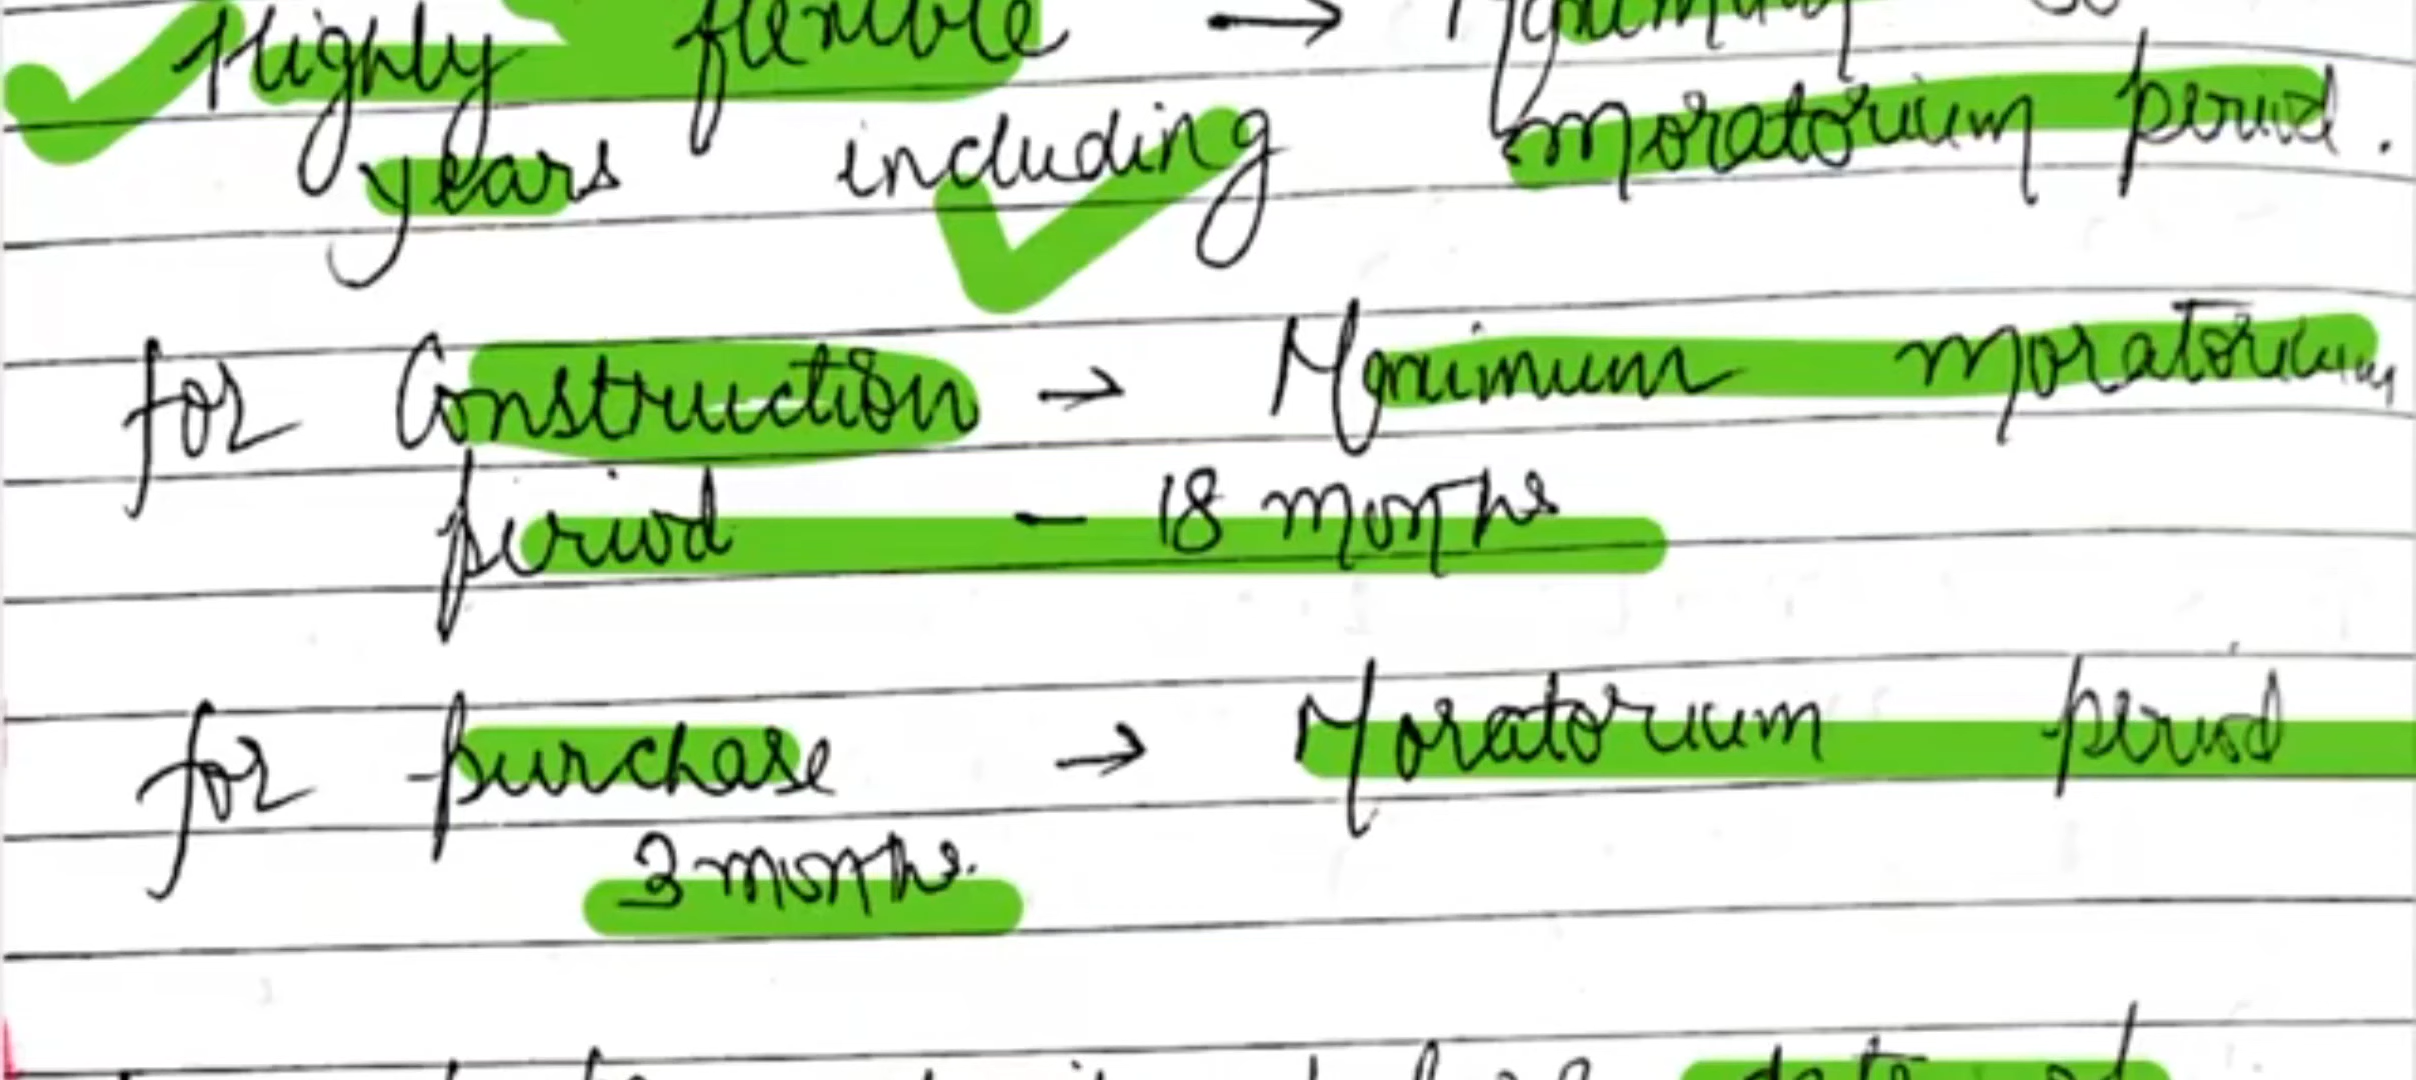 Highly flexible → Maximum
years including moratorium period.
for Construction → Maximum moratorium
period - 18 months
for purchase → Moratorium period
3 months.